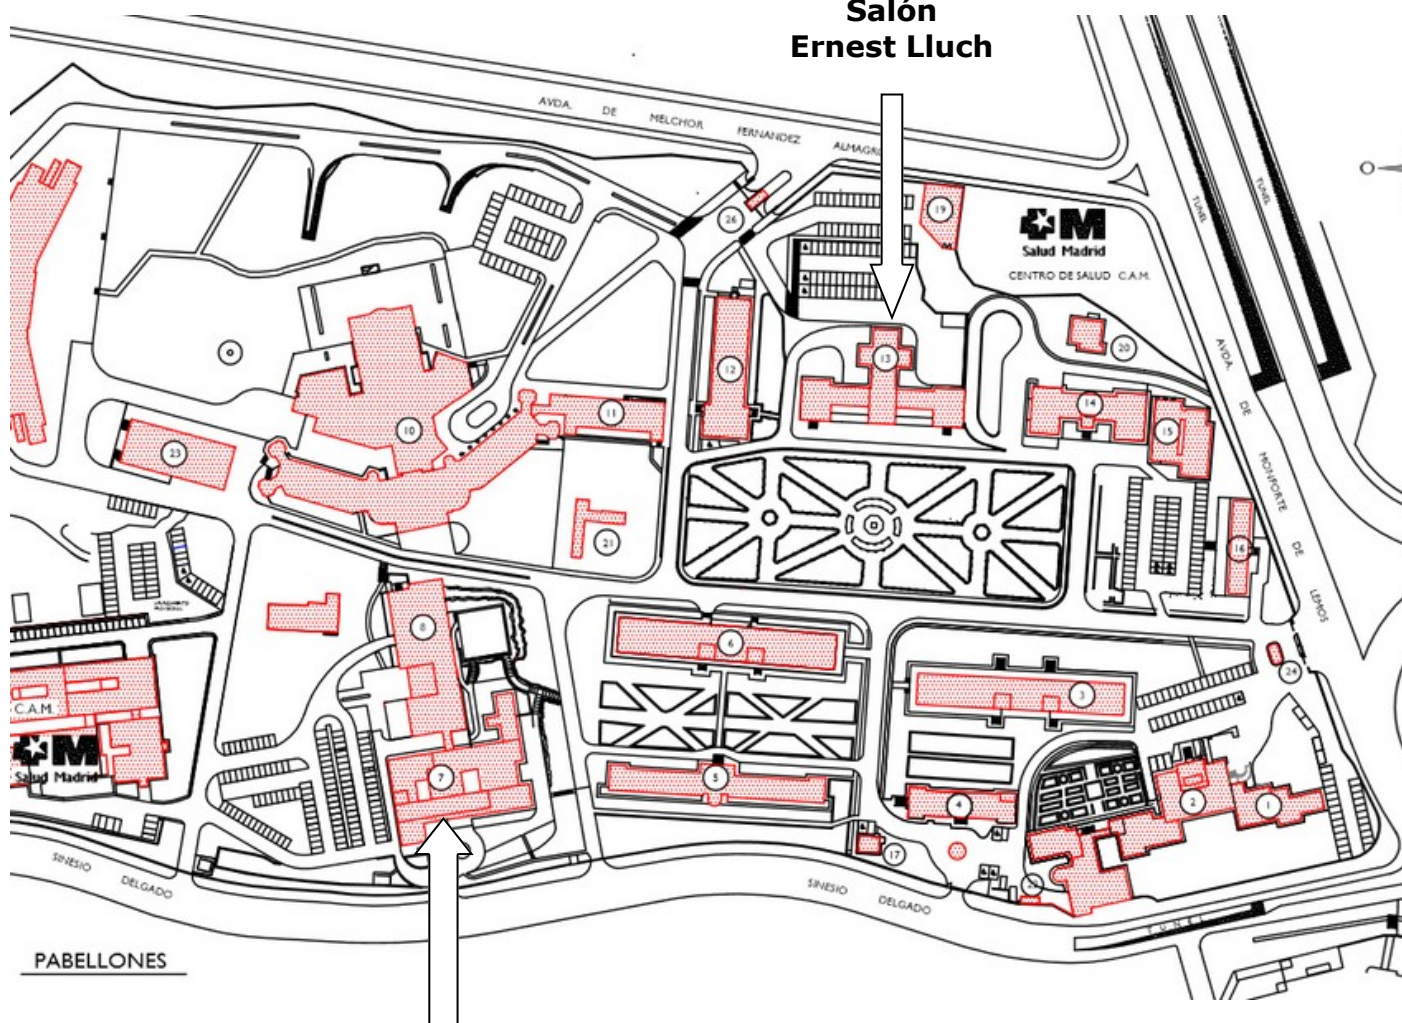 Salón
Ernest Lluch
AVDA. DE MELCHOR FERNANDEZ ALMAGRO
TUNEL
TUNEL
19
26
Salud Madrid
CENTRO DE SALUD C.A.M.
20
13
12
14
11
15
10
23
AVDA. DE MONFORTE DE LEMOS
21
16
8
6
24
3
C.A.M.
Salud Madrid
7
5
4
2
1
17
SINESIO DELGADO
SINESIO DELGADO
TUNEL
PABELLONES